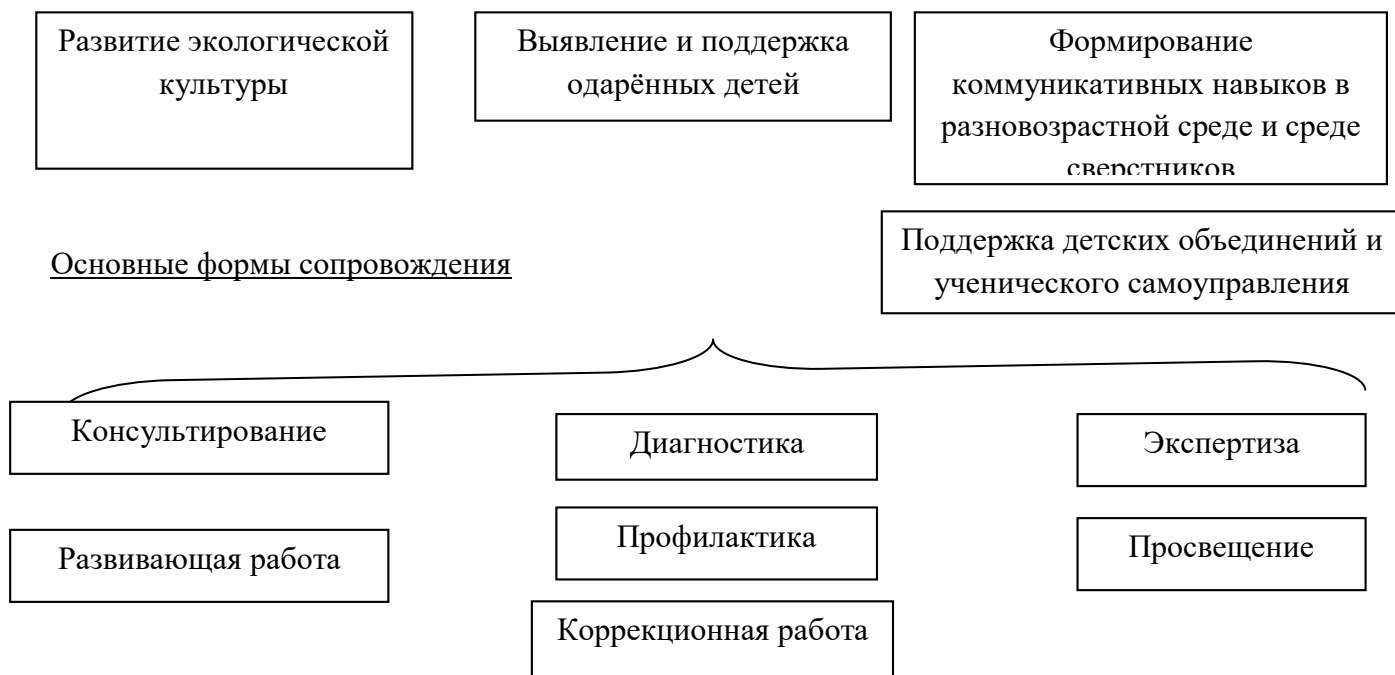 Развитие экологической
культуры
Выявление и поддержка
одарённых детей
Формирование
коммуникативных навыков в
разновозрастной среде и среде
сверстников
Поддержка детских объединений и
ученического самоуправления
Основные формы сопровождения
Консультирование
Диагностика
Экспертиза
Развивающая работа
Профилактика
Просвещение
Коррекционная работа